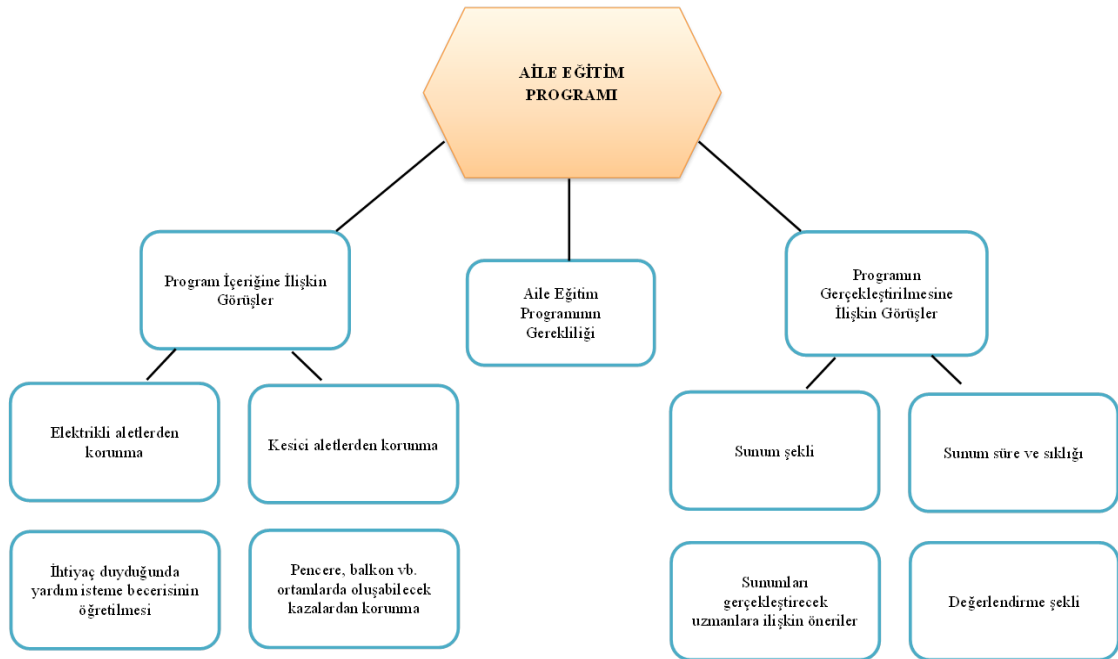 AİLE EĞİTİM
PROGRAMI
Program İçeriğine İlişkin
Görüşler
Aile Eğitim
Programının
Gerekliliği
Programın
Gerçekleştirilmesine
İlişkin Görüşler
Elektrikli aletlerden
korunma
Kesici aletlerden korunma
Sunum şekli
Sunum süre ve sıklığı
İhtiyaç duyduğunda
yardım isteme becerisinin
öğretilmesi
Pencere, balkon vb.
ortamlarda oluşabilecek
kazalardan korunma
Sunumları
gerçekleştirecek
uzmanlara ilişkin öneriler
Değerlendirme şekli